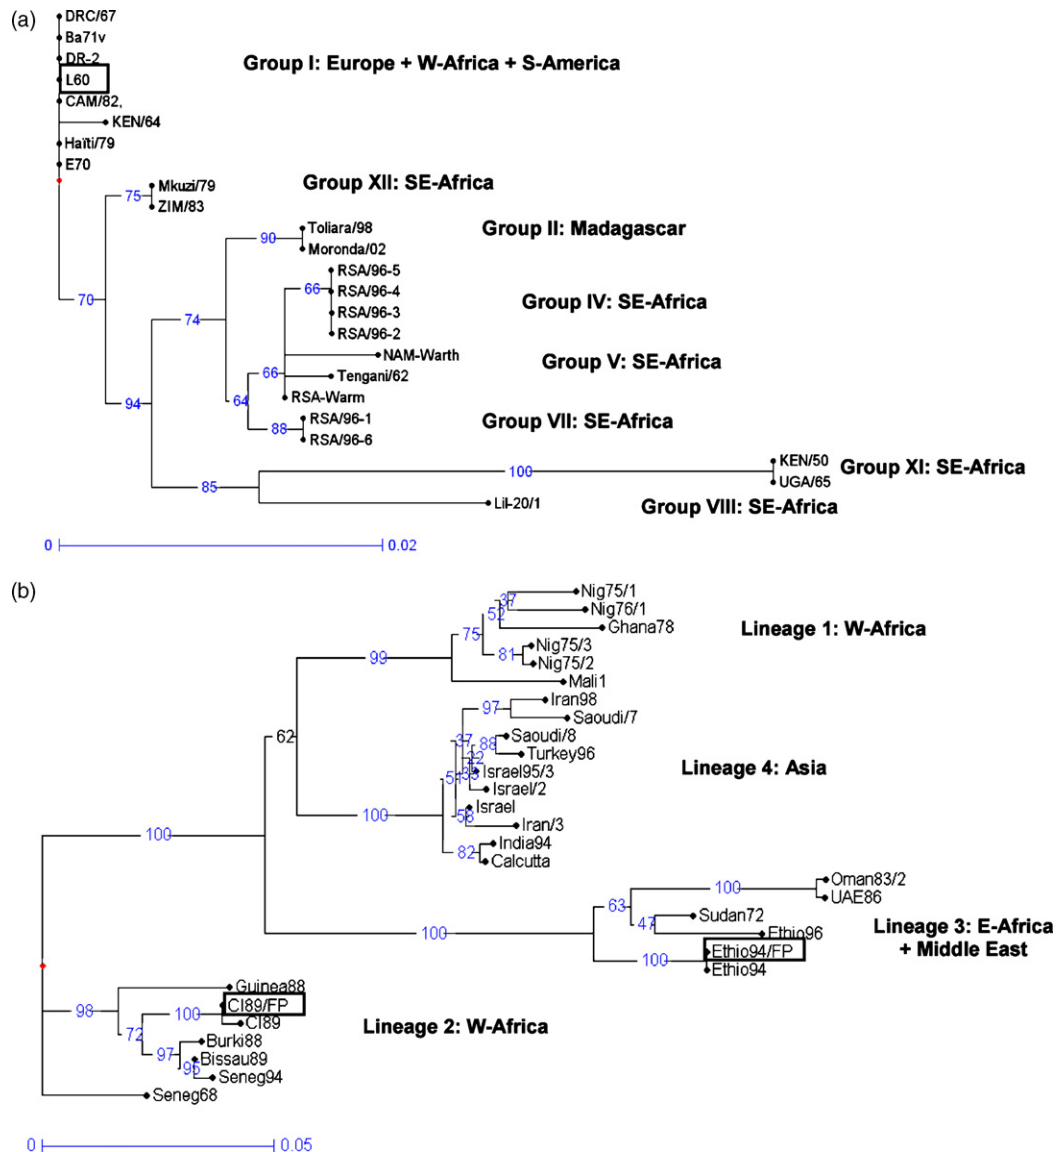 (a)
DRC/67
Ba71v
DR-2
L60
CAM/82,
KEN/64
Haïti/79
E70
Group I: Europe + W-Africa + S-America
75
Mkuzi/79
ZIM/83
Group XII: SE-Africa
90
Toliara/98
Moronda/02
Group II: Madagascar
70
74
66
RSA/96-5
RSA/96-4
RSA/96-3
RSA/96-2
Group IV: SE-Africa
NAM-Warth
Group V: SE-Africa
66
Tengani/62
RSA-Warm
94
64
88
RSA/96-1
RSA/96-6
Group VII: SE-Africa
100
KEN/50
UGA/65
Group XI: SE-Africa
85
Lil-20/1
Group VIII: SE-Africa
0
0.02
(b)
Nig75/1
37
Nig76/1
52
Ghana78
Lineage 1: W-Africa
75
Nig75/3
81
Nig75/2
99
Mali1
Iran98
97
Saoudi/7
62
Saoudi/8
37
88
Turkey96
22
Lineage 4: Asia
Israel95/3
51
33
Israel/2
Israel
100
58
Iran/3
India94
82
Calcutta
100
Oman83/2
100
UAE86
63
Sudan72
47
Ethio96
Lineage 3: E-Africa
+ Middle East
100
Ethio94/FP
100
Ethio94
Guinea88
98
CI89/FP
100
CI89
Lineage 2: W-Africa
72
Burki88
97
Bissau89
95
Seneg94
Seneg68
0
0.05